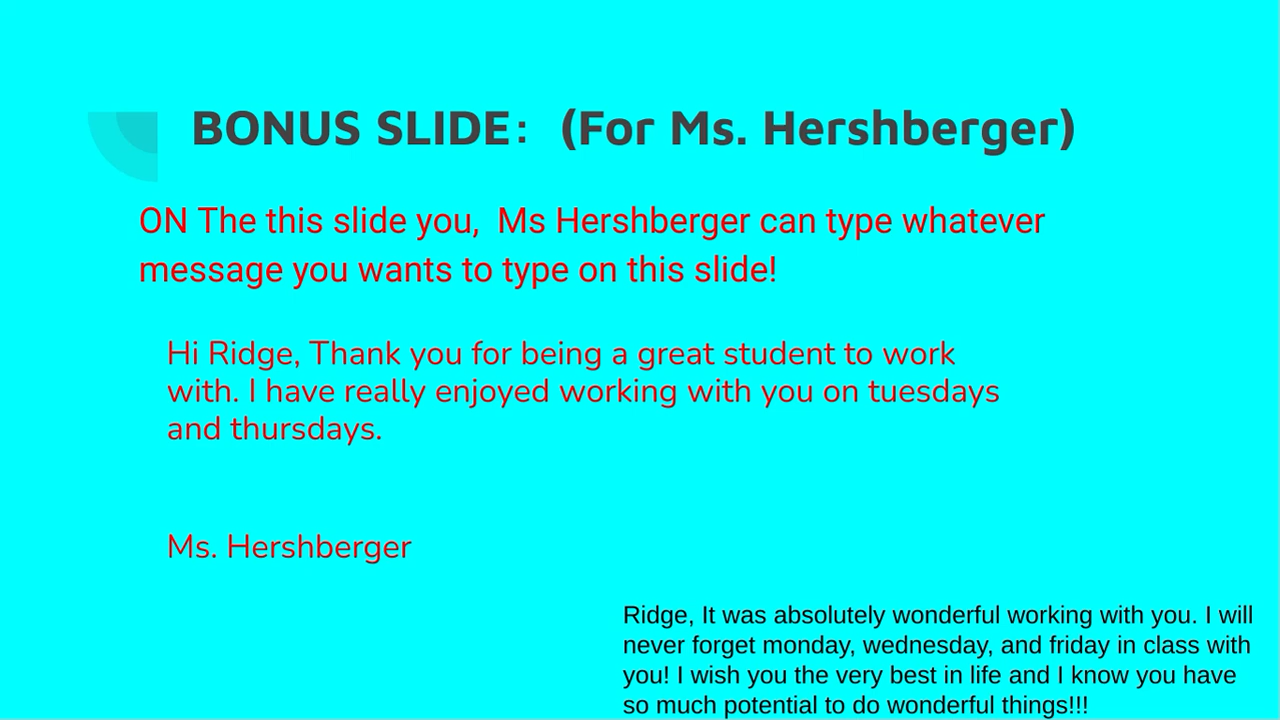 BONUS SLIDE:  (For Ms. Hershberger)
ON The this slide you,  Ms Hershberger can type whatever
message you wants to type on this slide!
Hi Ridge, Thank you for being a great student to work
with. I have really enjoyed working with you on tuesdays
and thursdays.
Ms. Hershberger
Ridge, It was absolutely wonderful working with you. I will
never forget monday, wednesday, and friday in class with
you! I wish you the very best in life and I know you have
so much potential to do wonderful things!!!